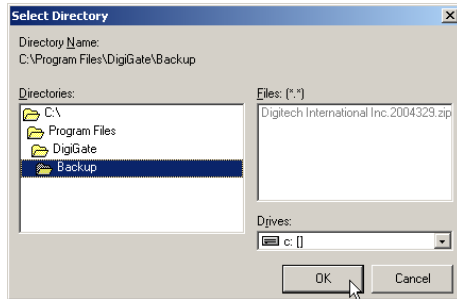 Select Directory
Directory Name:
C:\Program Files\DigiGate\Backup
Directories:
C:\
Program Files
DigiGate
Backup
Files: (*.*)
Digitech International Inc.2004329.zip
Drives:
c: []
OK
Cancel